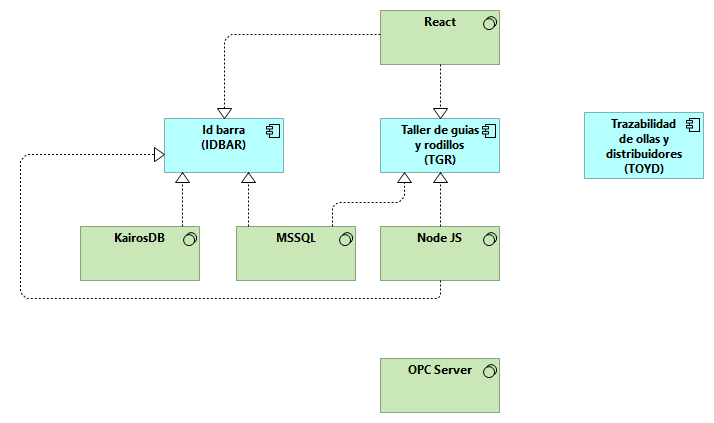 React
Id barra
(IDBAR)
Taller de guias
y rodillos
(TGR)
Trazabilidad
de ollas y
distribuidores
(TOYD)
KairosDB
MSSQL
Node JS
OPC Server